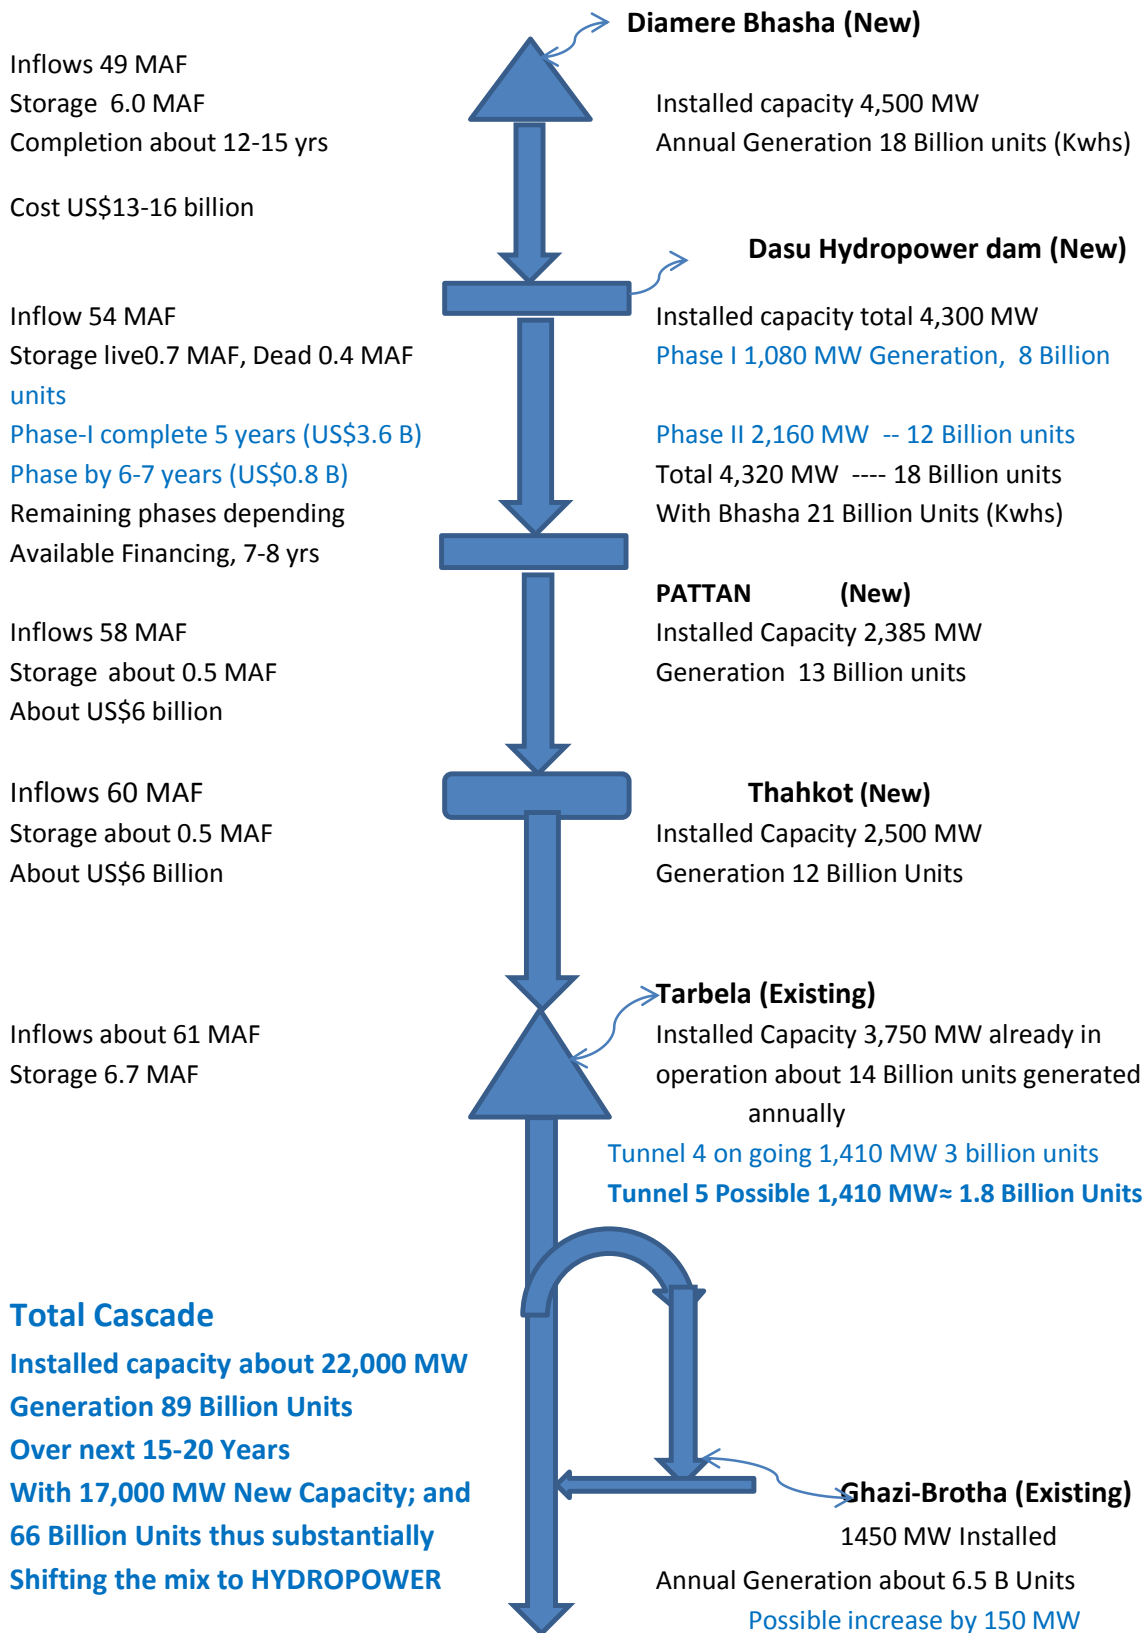 Diamere Bhasha (New)
Inflows 49 MAF
Storage 6.0 MAF
Installed capacity 4,500 MW
Completion about 12-15 yrs
Annual Generation 18 Billion units (Kwhs)
Cost US$13-16 billion
Dasu Hydropower dam (New)
Inflow 54 MAF
Installed capacity total 4,300 MW
Storage live0.7 MAF, Dead 0.4 MAF
Phase I 1,080 MW Generation, 8 Billion
units
Phase-I complete 5 years (US$3.6 B)
Phase II 2,160 MW -- 12 Billion units
Phase by 6-7 years (US$0.8 B)
Total 4,320 MW ---- 18 Billion units
Remaining phases depending
With Bhasha 21 Billion Units (Kwhs)
Available Financing, 7-8 yrs
PATTAN (New)
Inflows 58 MAF
Installed Capacity 2,385 MW
Storage about 0.5 MAF
Generation 13 Billion units
About US$6 billion
Inflows 60 MAF
Thahkot (New)
Storage about 0.5 MAF
Installed Capacity 2,500 MW
About US$6 Billion
Generation 12 Billion Units
Tarbela (Existing)
Inflows about 61 MAF
Installed Capacity 3,750 MW already in
Storage 6.7 MAF
operation about 14 Billion units generated
annually
Tunnel 4 on going 1,410 MW 3 billion units
Tunnel 5 Possible 1,410 MW≈ 1.8 Billion Units
Total Cascade
Installed capacity about 22,000 MW
Generation 89 Billion Units
Over next 15-20 Years
With 17,000 MW New Capacity; and
Ghazi-Brotha (Existing)
66 Billion Units thus substantially
1450 MW Installed
Shifting the mix to HYDROPOWER
Annual Generation about 6.5 B Units
Possible increase by 150 MW